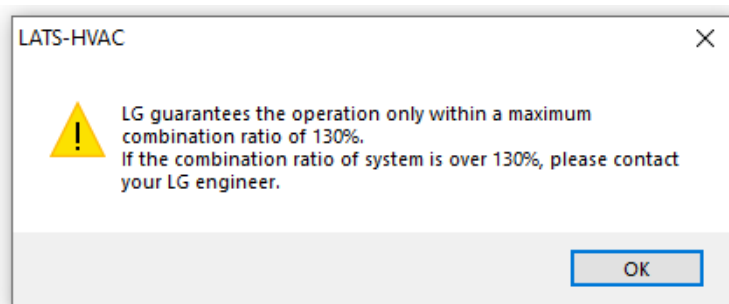 LATS-HVAC
LG guarantees the operation only within a maximum
combination ratio of 130%.
If the combination ratio of system is over 130%, please contact
your LG engineer.
OK